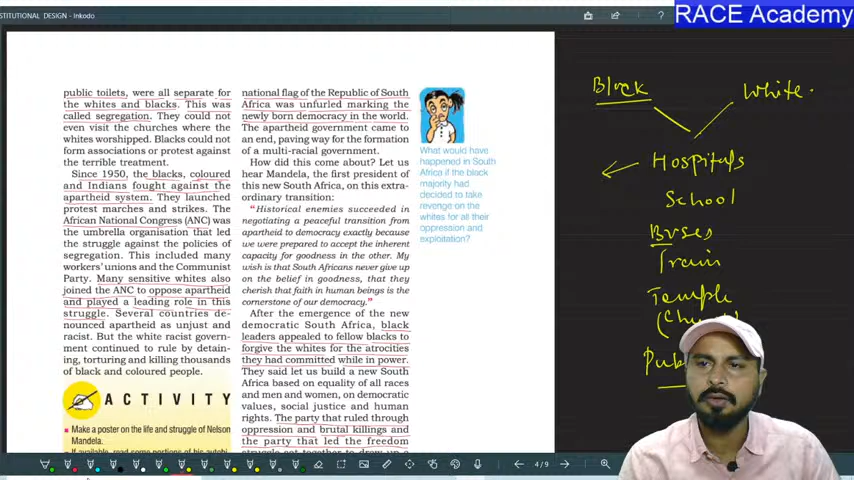 STITUTIONAL DESIGN - Inkodo
RACE Academy
public toilets, were all separate for
the whites and blacks. This was
called segregation. They could not
even visit the churches where the
whites worshipped. Blacks could not
form associations or protest against
the terrible treatment.
Since 1950, the blacks, coloured
and Indians fought against the
apartheid system. They launched
protest marches and strikes. The
African National Congress (ANC) was
the umbrella organisation that led
the struggle against the policies of
segregation. This included many
workers' unions and the Communist
Party. Many sensitive whites also
joined the ANC to oppose apartheid
and played a leading role in this
struggle. Several countries de-
nounced apartheid as unjust and
racist. But the white racist govern-
ment continued to rule by detain-
ing, torturing and killing thousands
of black and coloured people.
ACTIVITY
Make a poster on the life and struggle of Nelson
Mandela.
If available, read some portions of his autobi-
national flag of the Republic of South
Africa was unfurled marking the
newly born democracy in the world.
The apartheid government came to
an end, paving way for the formation
of a multi-racial government.
How did this come about? Let us
hear Mandela, the first president of
this new South Africa, on this extra-
ordinary transition:
"Historical enemies succeeded in
negotiating a peaceful transition from
apartheid to democracy exactly because
we were prepared to accept the inherent
capacity for goodness in the other. My
wish is that South Africans never give up
on the belief in goodness, that they
cherish that faith in human beings is the
cornerstone of our democracy."
After the emergence of the new
democratic South Africa, black
leaders appealed to fellow blacks to
forgive the whites for the atrocities
they had committed while in power.
They said let us build a new South
Africa based on equality of all races
and men and women, on democratic
values, social justice and human
rights. The party that ruled through
oppression and brutal killings and
the party that led the freedom
struggle sat together to draw up a
What would have
happened in South
Africa if the black
majority had
decided to take
revenge on the
whites for all their
oppression and
exploitation?
Black
White
Hospitals
School
Buses
Train
Temple
(Chu
Pub
4/9